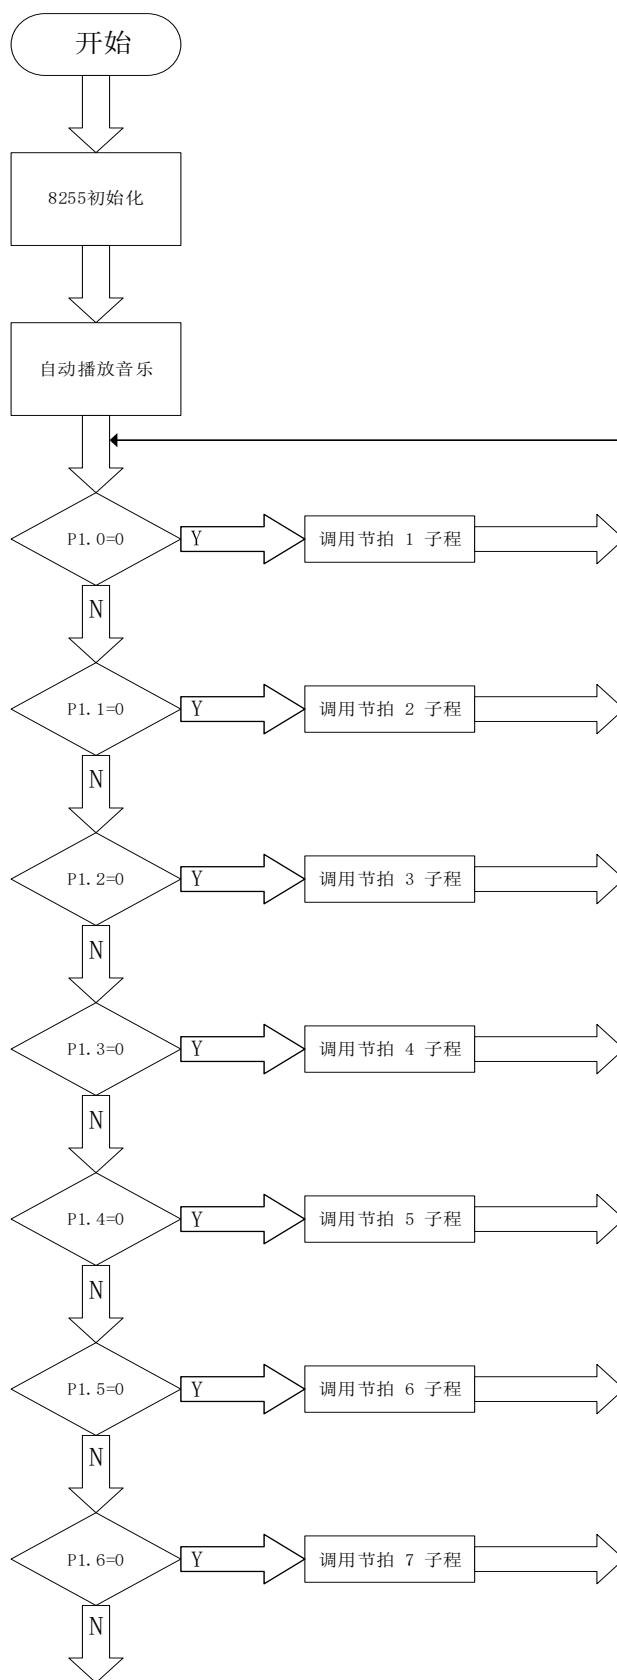 开始
8255初始化
自动播放音乐
P1.0=0
Y
调用节拍 1 子程
N
P1.1=0
Y
调用节拍 2 子程
N
P1.2=0
Y
调用节拍 3 子程
N
P1.3=0
Y
调用节拍 4 子程
N
P1.4=0
Y
调用节拍 5 子程
N
P1.5=0
Y
调用节拍 6 子程
N
P1.6=0
Y
调用节拍 7 子程
N